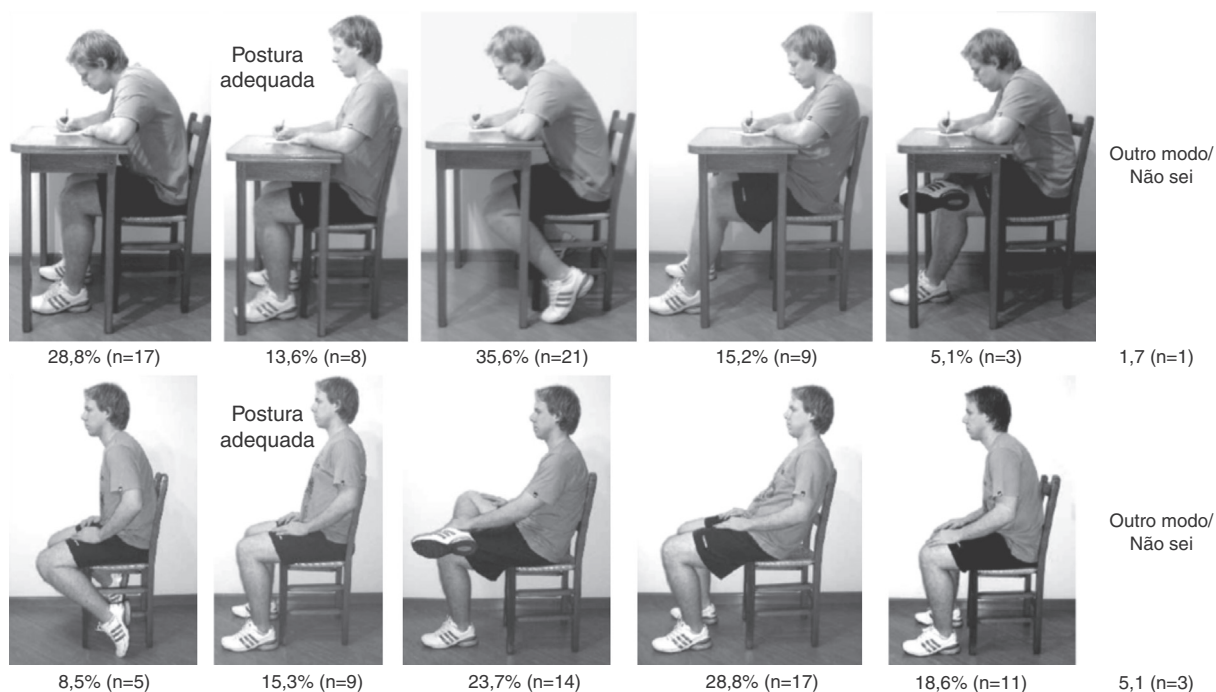 Postura
adequada
Outro modo/
Não sei
28,8% (n=17)
13,6% (n=8)
35,6% (n=21)
15,2% (n=9)
5,1% (n=3)
1,7 (n=1)
Postura
adequada
Outro modo/
Não sei
8,5% (n=5)
15,3% (n=9)
23,7% (n=14)
28,8% (n=17)
18,6% (n=11)
5,1 (n=3)